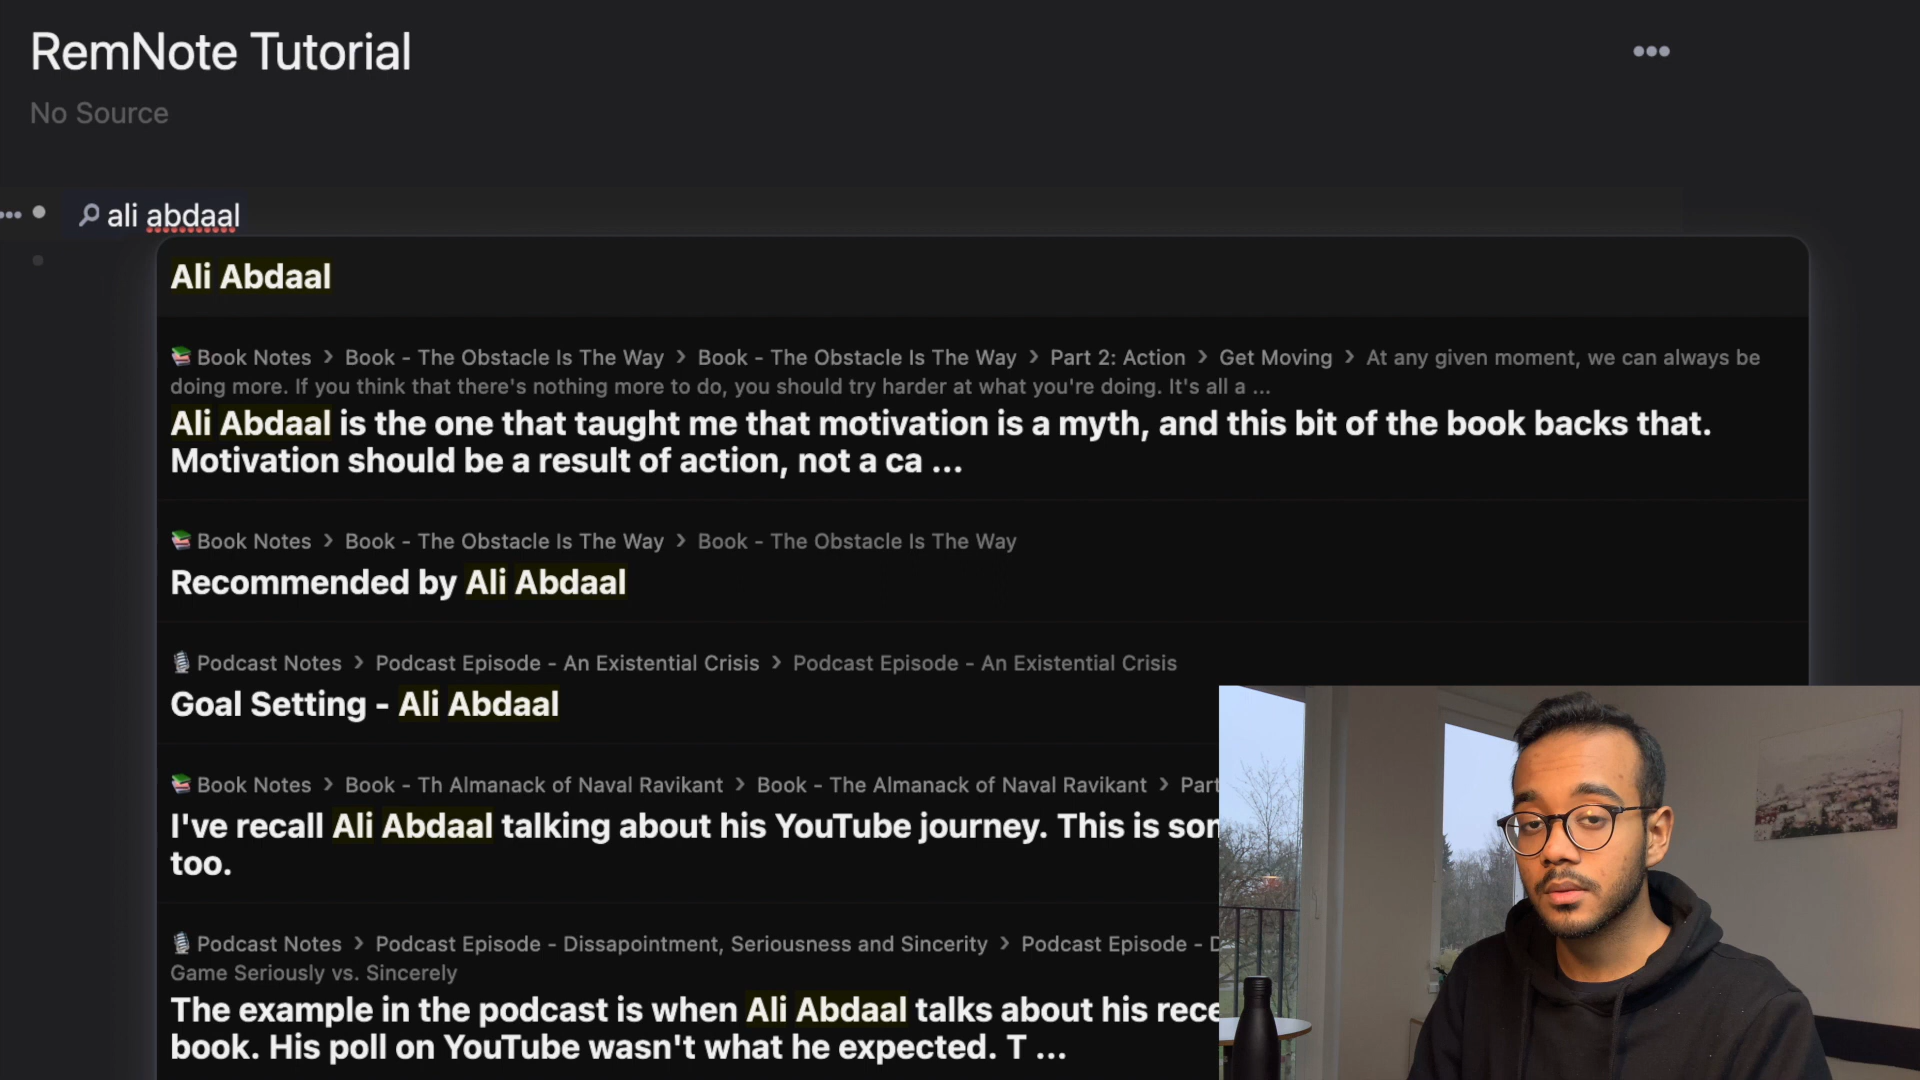 RemNote Tutorial
No Source
ali abdaal
Ali Abdaal
Book Notes > Book - The Obstacle Is The Way > Book - The Obstacle Is The Way > Part 2: Action > Get Moving > At any given moment, we can always be
doing more. If you think that there's nothing more to do, you should try harder at what you're doing. It's all a ...
Ali Abdaal is the one that taught me that motivation is a myth, and this bit of the book backs that.
Motivation should be a result of action, not a ca ...
Book Notes > Book - The Obstacle Is The Way > Book - The Obstacle Is The Way
Recommended by Ali Abdaal
Podcast Notes > Podcast Episode - An Existential Crisis > Podcast Episode - An Existential Crisis
Goal Setting - Ali Abdaal
Book Notes > Book - Th Almanack of Naval Ravikant > Book - The Almanack of Naval Ravikant > Part
I've recall Ali Abdaal talking about his YouTube journey. This is
too.
Podcast Notes > Podcast Episode - Dissapointment, Seriousness and Sincerity > Podcast Episode -
Game Seriously vs. Sincerely
The example in the podcast is when Ali Abdaal talks about his
book. His poll on YouTube wasn't what he expected. T ...